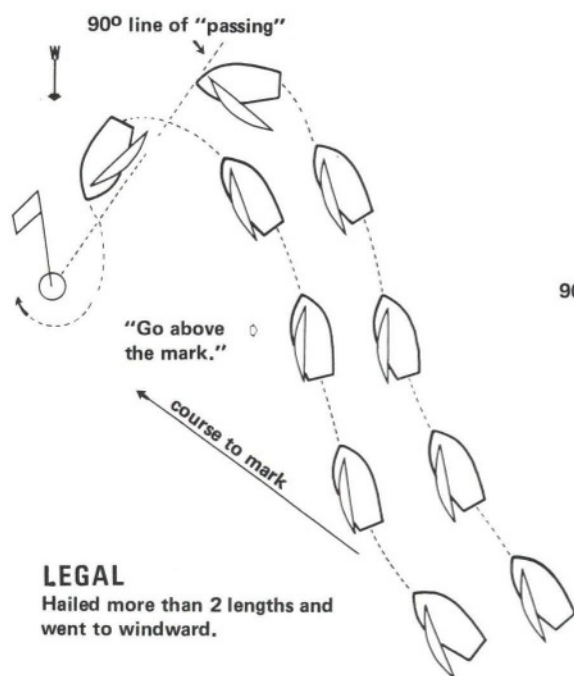 90º line of "passing"
W
"Go above
the mark."
90
course to mark
LEGAL
Hailed more than 2 lengths and
went to windward.